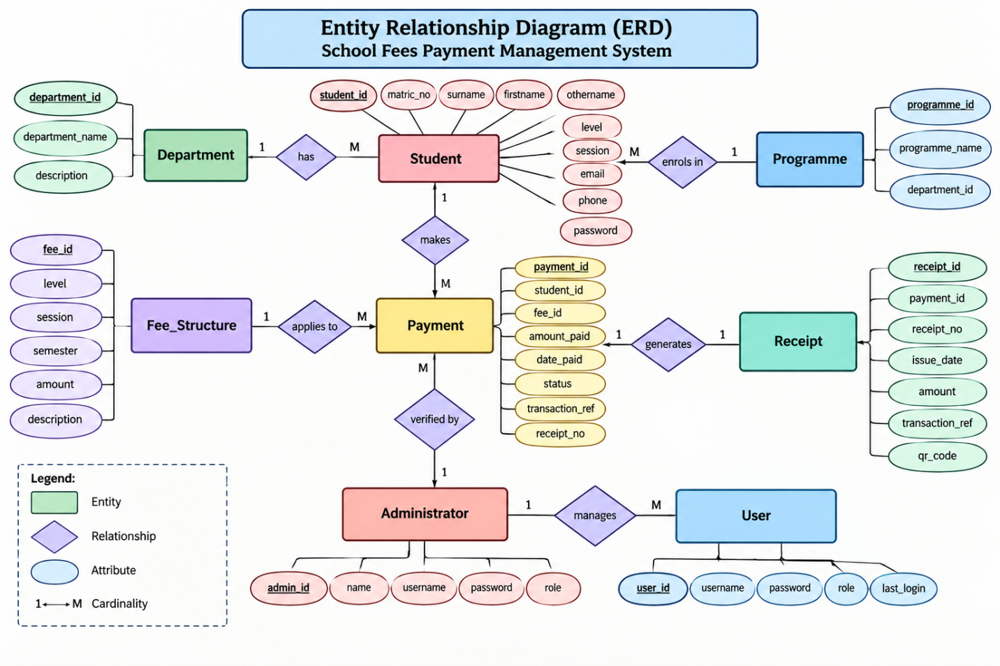 Entity Relationship Diagram (ERD)
School Fees Payment Management System
department_id
department_name
description
Department
1
has
M
student_id
matric_no
surname
firstname
othername
level
session
email
phone
password
Student
M
enrols in
1
Programme
programme_id
programme_name
department_id
1
makes
M
fee_id
level
session
semester
amount
description
Fee_Structure
1
applies to
M
Payment
payment_id
student_id
fee_id
amount_paid
date_paid
status
transaction_ref
receipt_no
1
generates
1
Receipt
receipt_id
payment_id
receipt_no
issue_date
amount
transaction_ref
qr_code
M
verified by
1
Administrator
1
manages
M
User
admin_id
name
username
password
role
user_id
username
password
role
last_login
Legend:
Entity
Relationship
Attribute
1 M Cardinality